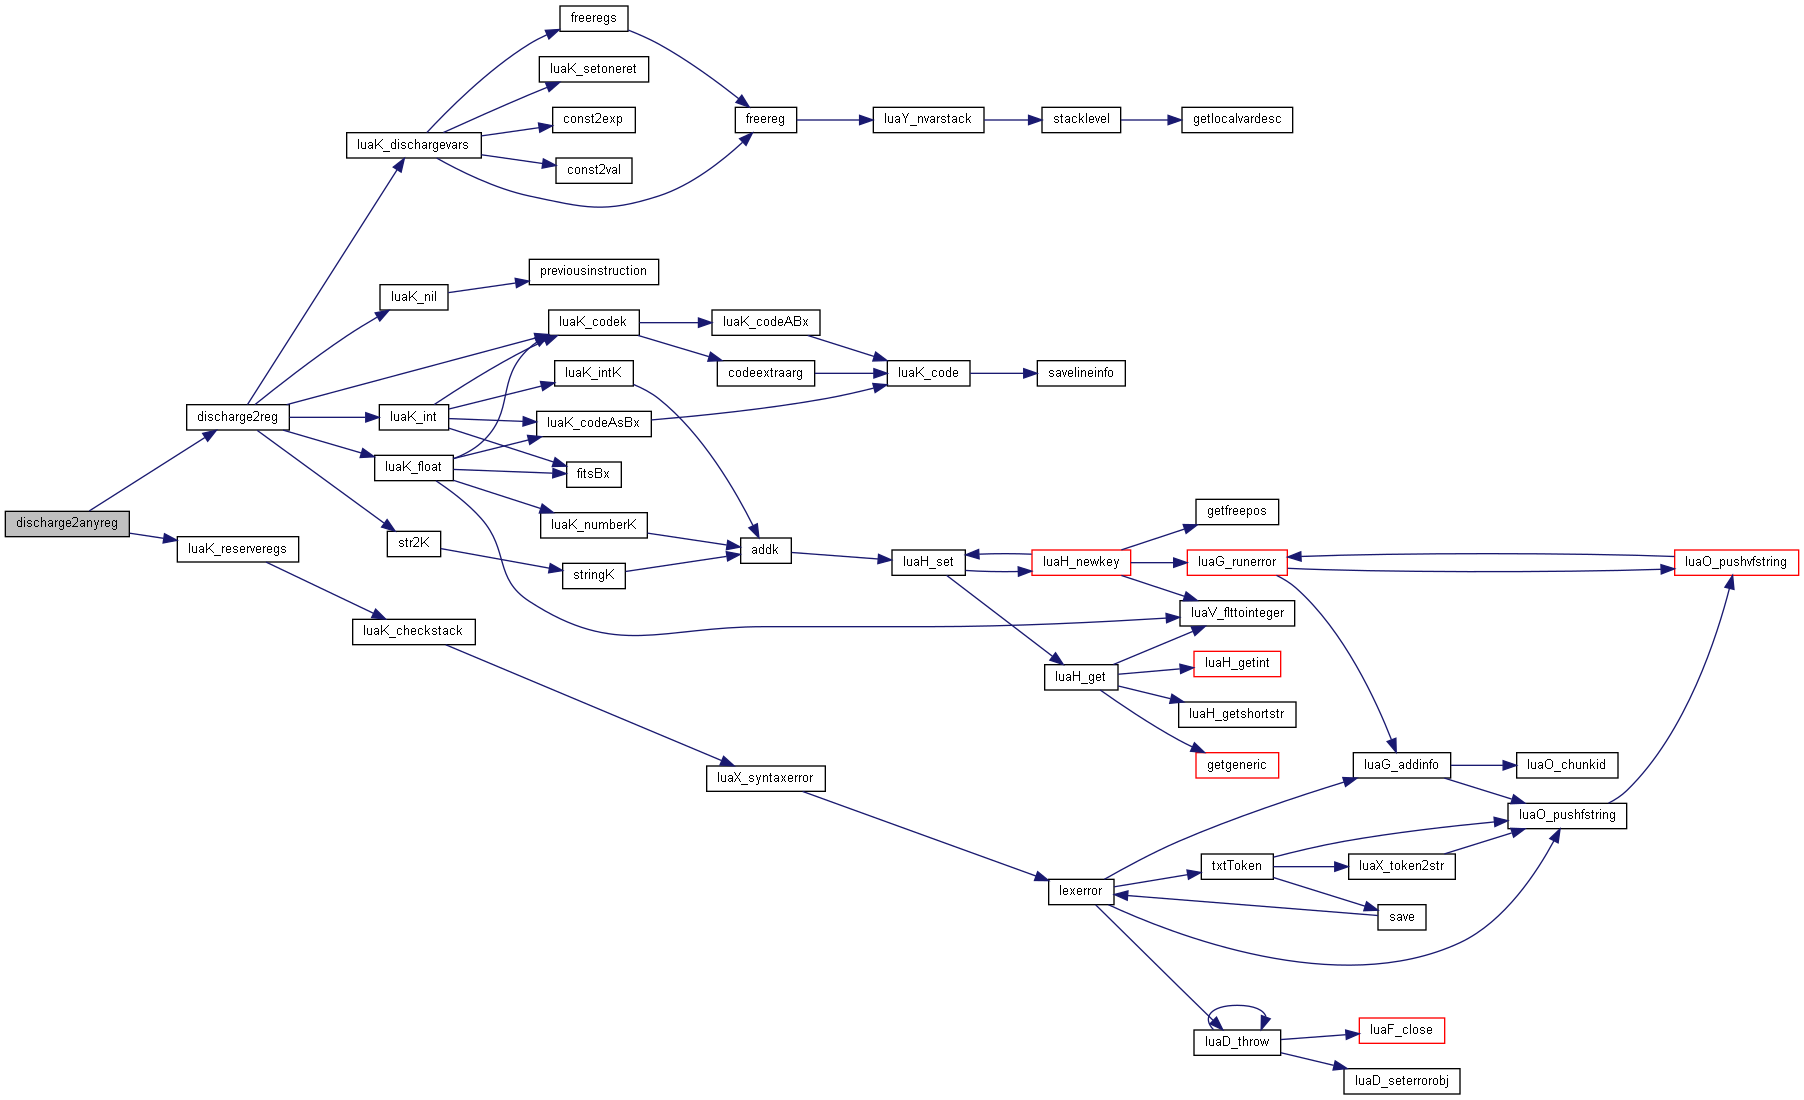 freeregs
luaK_setoneret
const2exp
freereg
luaY_nvarstack
stacklevel
getlocalvardesc
luaK_dischargevars
const2val
previousinstruction
luaK_nil
luaK_codek
luaK_codeABx
luaK_intK
codeextraarg
luaK_code
savelineinfo
discharge2reg
luaK_int
luaK_codeAsBx
luaK_float
fitsBx
getfreepos
discharge2anyreg
luaK_numberK
str2K
luaK_reserveregs
addk
luaH_set
luaH_newkey
luaG_runerror
luaO_pushvfstring
stringK
luaV_flttointeger
luaK_checkstack
luaH_getint
luaH_get
luaH_getshortstr
getgeneric
luaG_addinfo
luaO_chunkid
luaX_syntaxerror
luaO_pushfstring
txtToken
luaX_token2str
lexerror
save
luaF_close
luaD_throw
luaD_seterrorobj